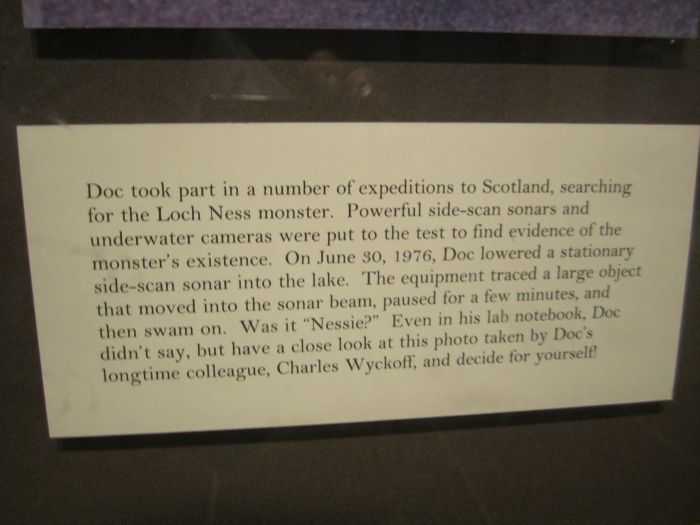 Doc took part in a number of expeditions to Scotland, searching
for the Loch Ness monster. Powerful side-scan sonars and
underwater cameras were put to the test to find evidence of the
monster's existence. On June 30, 1976, Doc lowered a stationary
side-scan sonar into the lake. The equipment traced a large object
that moved into the sonar beam, paused for a few minutes, and
then swam on. Was it "Nessie?" Even in his lab notebook, Doc
didn't say, but have a close look at this photo taken by Doc's
longtime colleague, Charles Wyckoff, and decide for yourself!